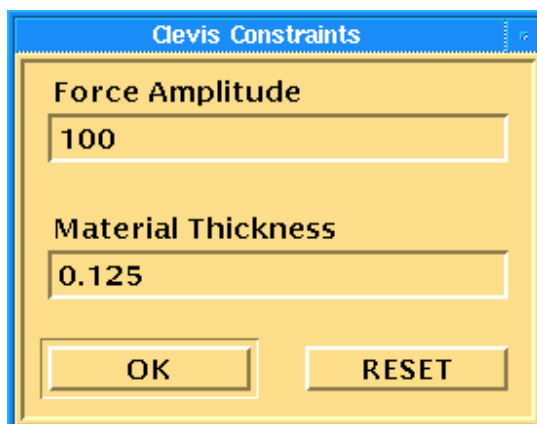 Clevis Constraints
Force Amplitude
100
Material Thickness
0.125
OK RESET